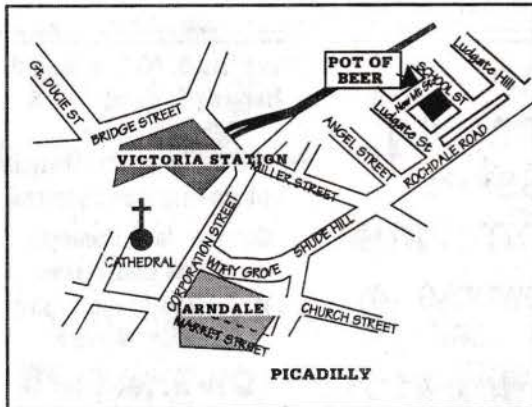 Gt. DUCIE ST
BRIDGE STREET
POT OF
BEER
Ludgate Hill
SCHOOL ST
New Mt Street
Ludgate St
ANGEL STREET
ROCHDALE ROAD
VICTORIA STATION
MILLER STREET
CATHEDRAL
CORPORATION STREET
SHUDE HILL
WITHY GROVE
ARNDALE
MARKET STREET
CHURCH STREET
PICADILLY